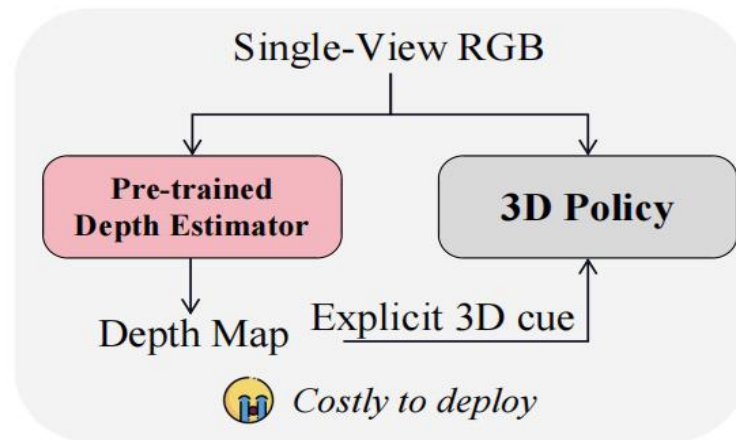 Single-View RGB
Pre-trained
Depth Estimator
3D Policy
Depth Map
Explicit 3D cue
Costly to deploy